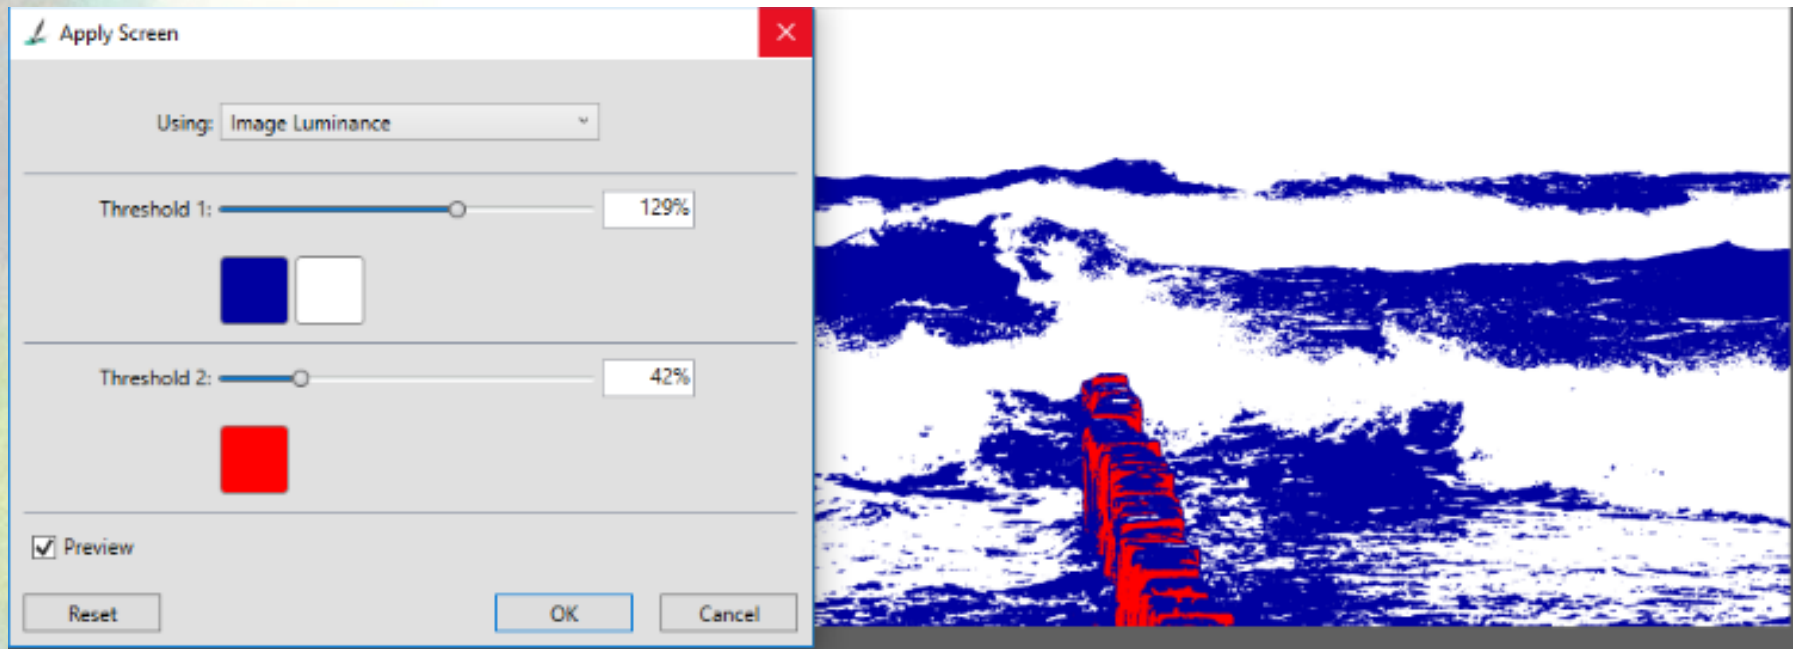 Apply Screen
Using: Image Luminance
Threshold 1: 129%
Threshold 2: 42%
Preview
Reset OK Cancel